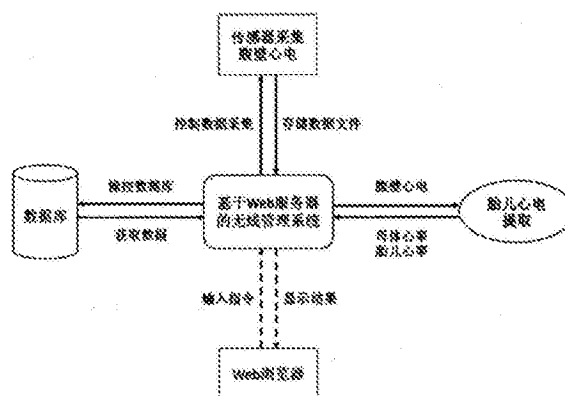 传感器采集
腹壁心电
控制数据采集
存储数据文件
操控数据库
数据库
获取数据
基于Web服务器
的无线管理系统
腹壁心电
母体心率
胎儿心率
胎儿心电
提取
输入指令
显示结果
Web浏览器